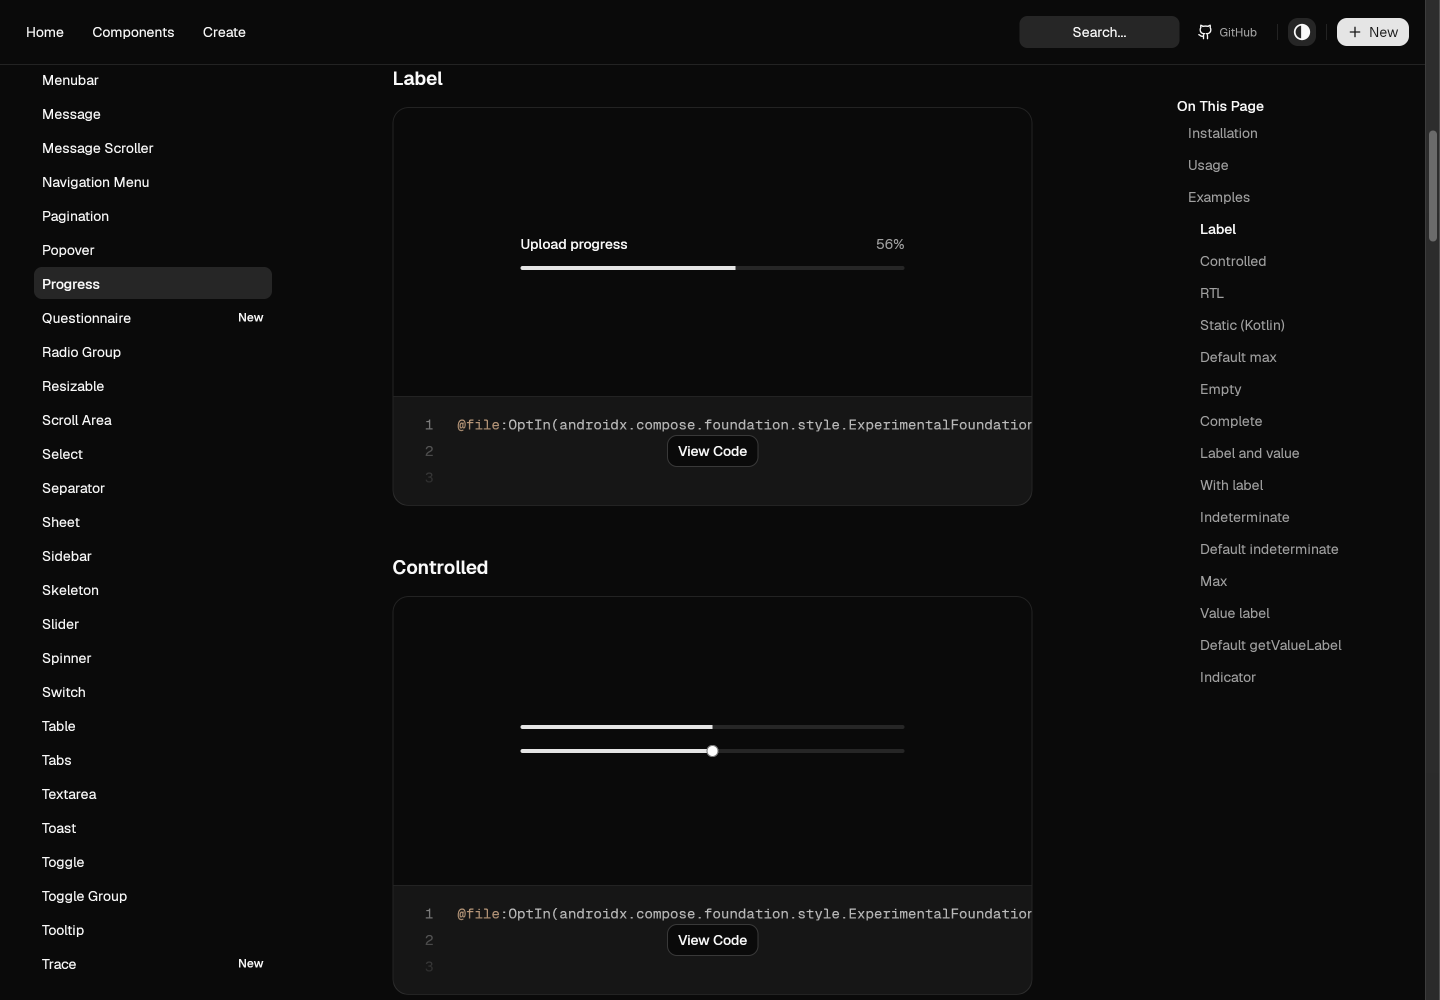 Home
Components
Create
Search...
GitHub
New
Menubar
Message
Message Scroller
Navigation Menu
Pagination
Popover
Progress
Questionnaire New
Radio Group
Resizable
Scroll Area
Select
Separator
Sheet
Sidebar
Skeleton
Slider
Spinner
Switch
Table
Tabs
Textarea
Toast
Toggle
Toggle Group
Tooltip
Trace New
Label
Upload progress 56%
1 @file:OptIn(androidx.compose.foundation.style.ExperimentalFoundation
2
View Code
3
Controlled
1 @file:OptIn(androidx.compose.foundation.style.ExperimentalFoundation
2
View Code
3
On This Page
Installation
Usage
Examples
Label
Controlled
RTL
Static (Kotlin)
Default max
Empty
Complete
Label and value
With label
Indeterminate
Default indeterminate
Max
Value label
Default getValueLabel
Indicator